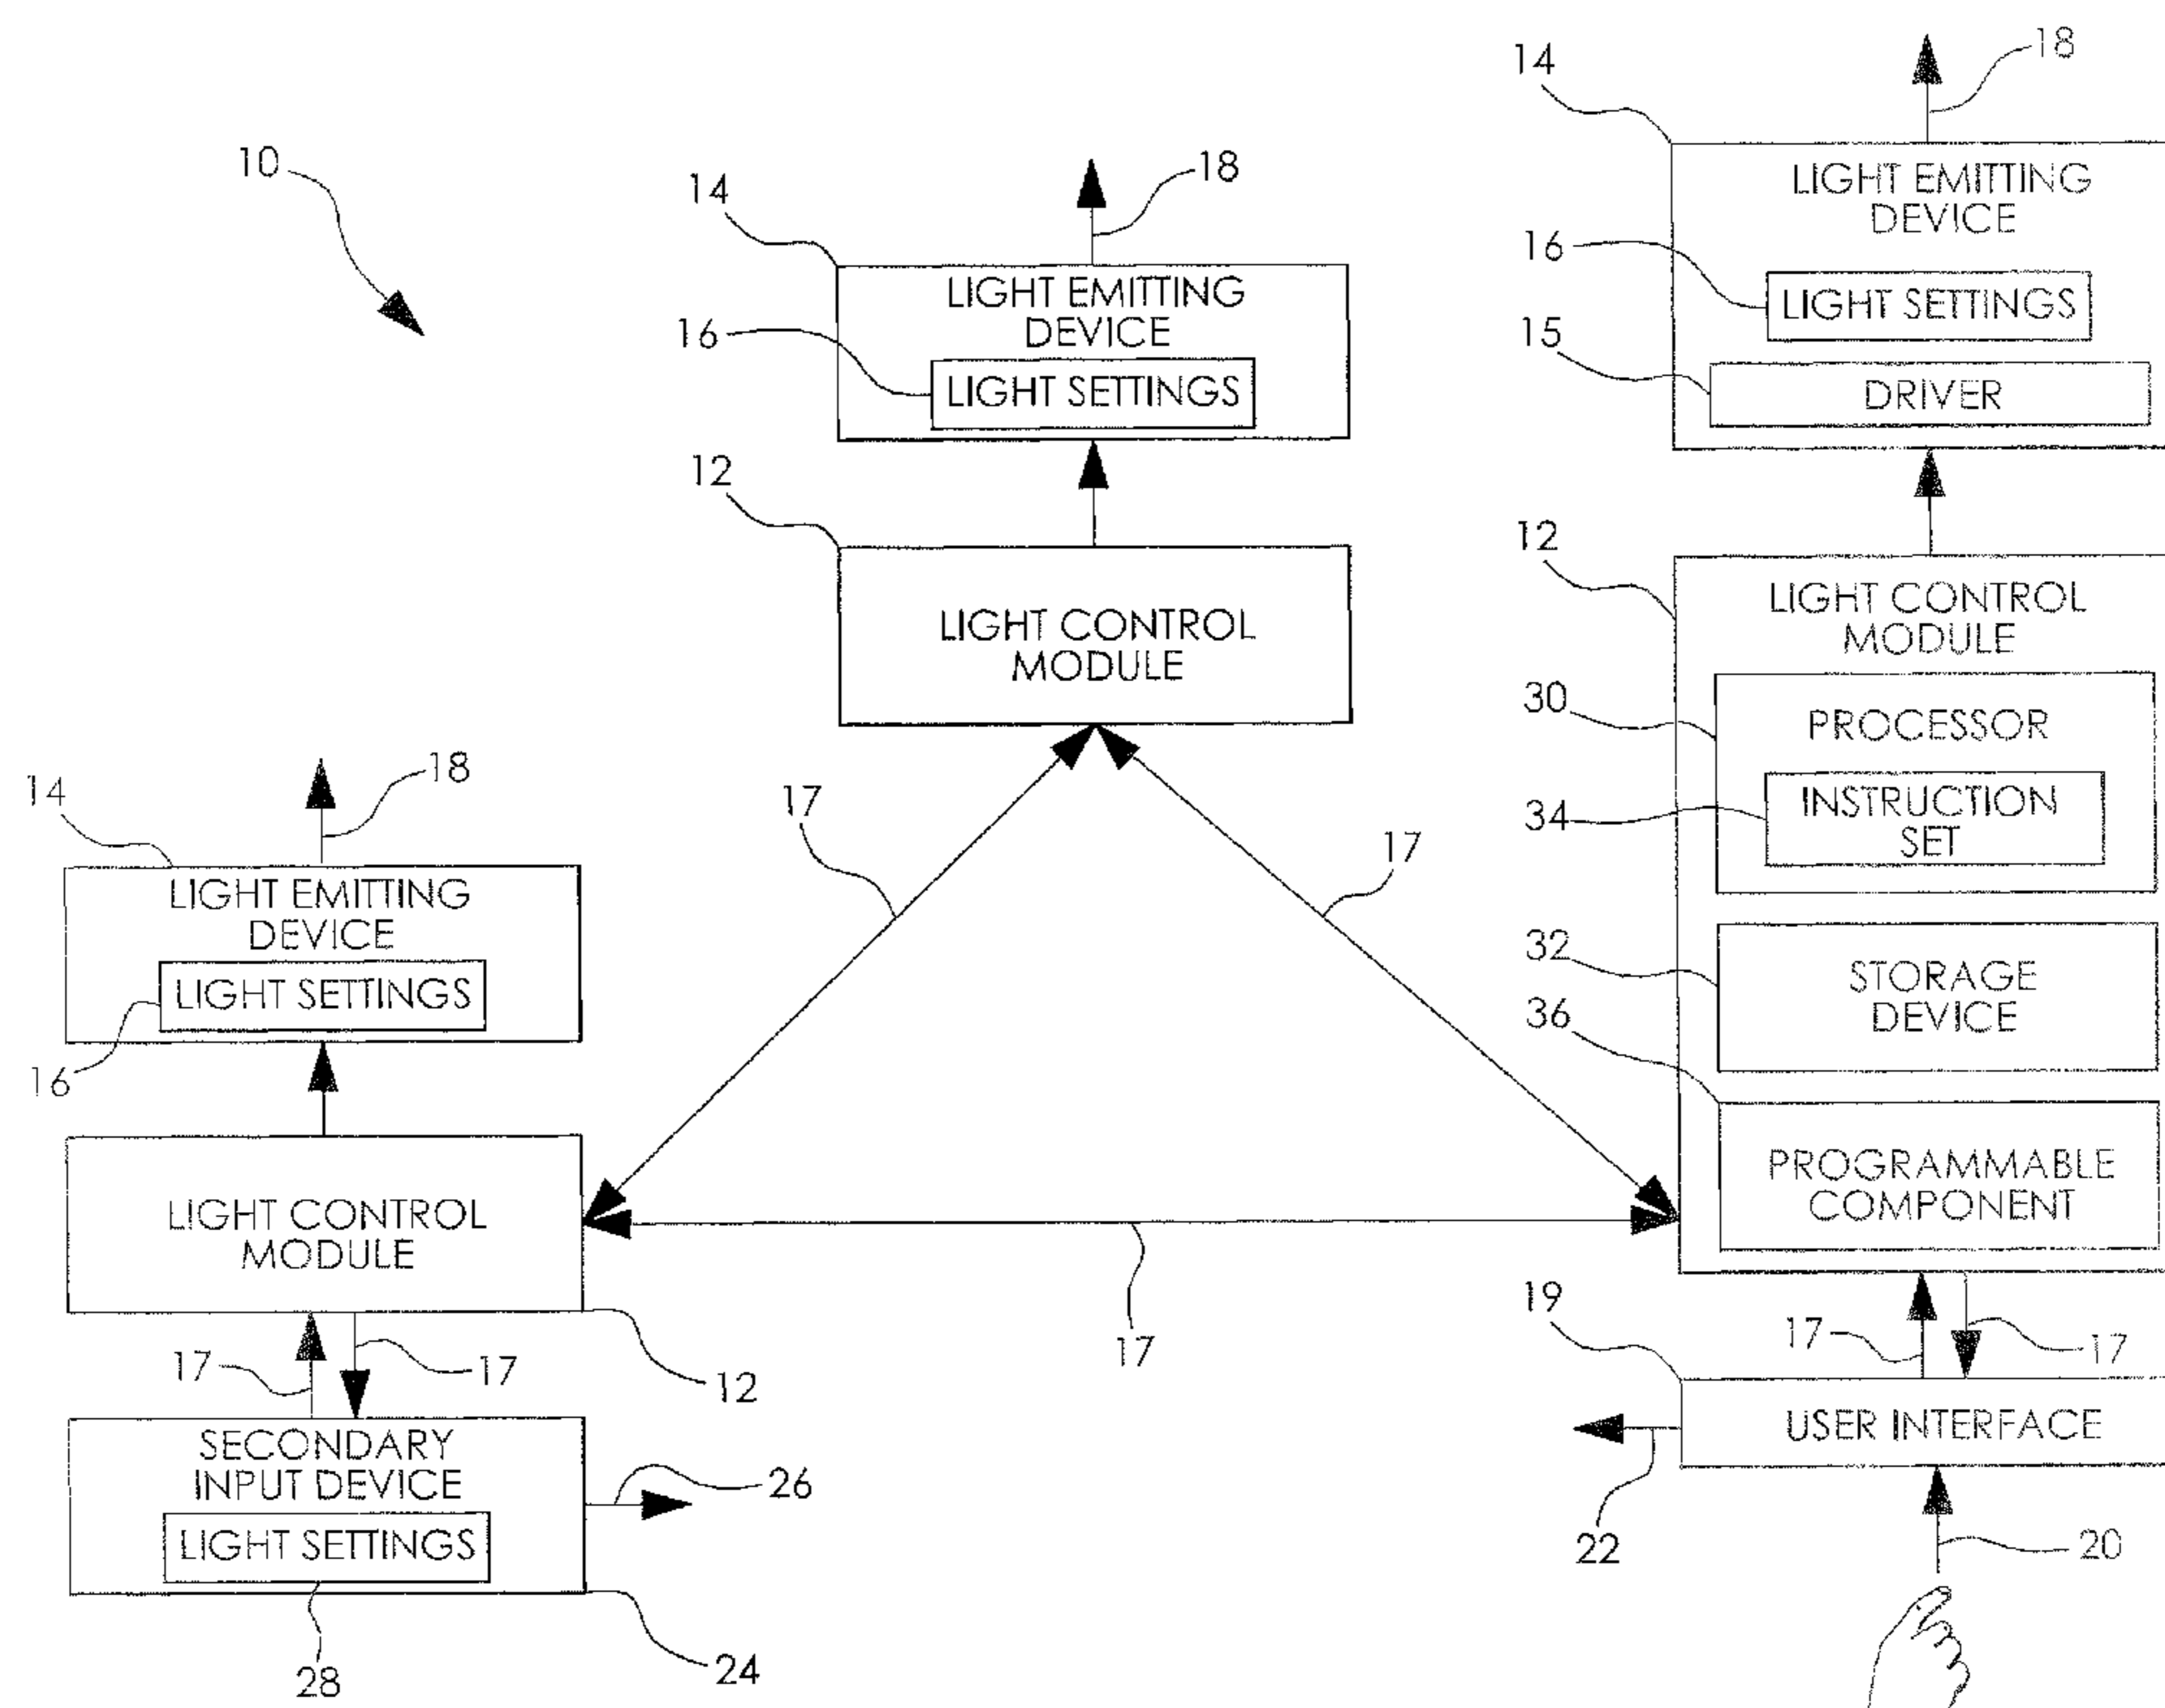 10
14
18
LIGHT EMITTING
DEVICE
16
LIGHT SETTINGS
12
LIGHT CONTROL
MODULE
14
18
LIGHT EMITTING
DEVICE
16
LIGHT SETTINGS
15
DRIVER
12
LIGHT CONTROL
MODULE
30
PROCESSOR
34
INSTRUCTION
SET
32
STORAGE
DEVICE
36
PROGRAMMABLE
COMPONENT
17
17
17
14
18
LIGHT EMITTING
DEVICE
LIGHT SETTINGS
16
LIGHT CONTROL
MODULE
12
17
17
SECONDARY
INPUT DEVICE
LIGHT SETTINGS
26
28
24
19
17
17
USER INTERFACE
22
20